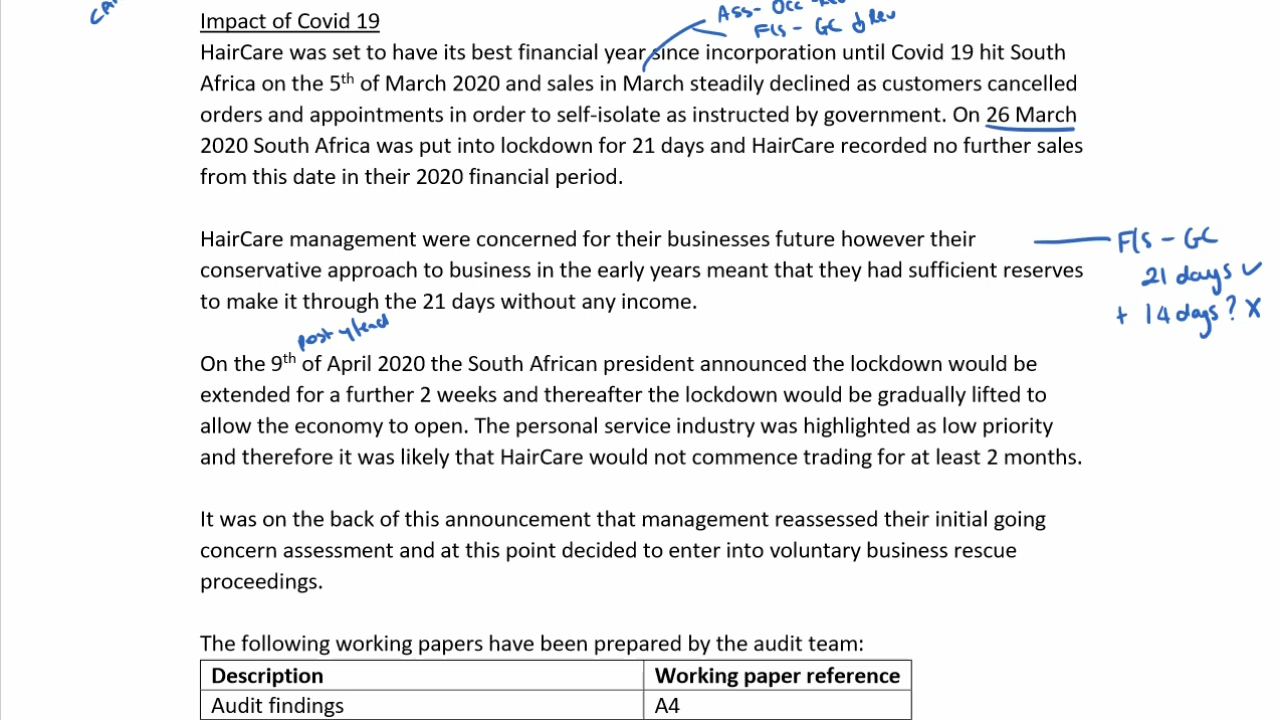 Ass- Occ
Impact of Covid 19
F/S - GC Rev
HairCare was set to have its best financial year since incorporation until Covid 19 hit South
Africa on the 5th of March 2020 and sales in March steadily declined as customers cancelled
orders and appointments in order to self-isolate as instructed by government. On 26 March
2020 South Africa was put into lockdown for 21 days and HairCare recorded no further sales
from this date in their 2020 financial period.
HairCare management were concerned for their businesses future however their
F/S - GC
conservative approach to business in the early years meant that they had sufficient reserves
21 days ✓
to make it through the 21 days without any income.
+ 14 days? X
post y/end
On the 9th of April 2020 the South African president announced the lockdown would be
extended for a further 2 weeks and thereafter the lockdown would be gradually lifted to
allow the economy to open. The personal service industry was highlighted as low priority
and therefore it was likely that HairCare would not commence trading for at least 2 months.
It was on the back of this announcement that management reassessed their initial going
concern assessment and at this point decided to enter into voluntary business rescue
proceedings.
The following working papers have been prepared by the audit team:
Description Working paper reference
Audit findings A4